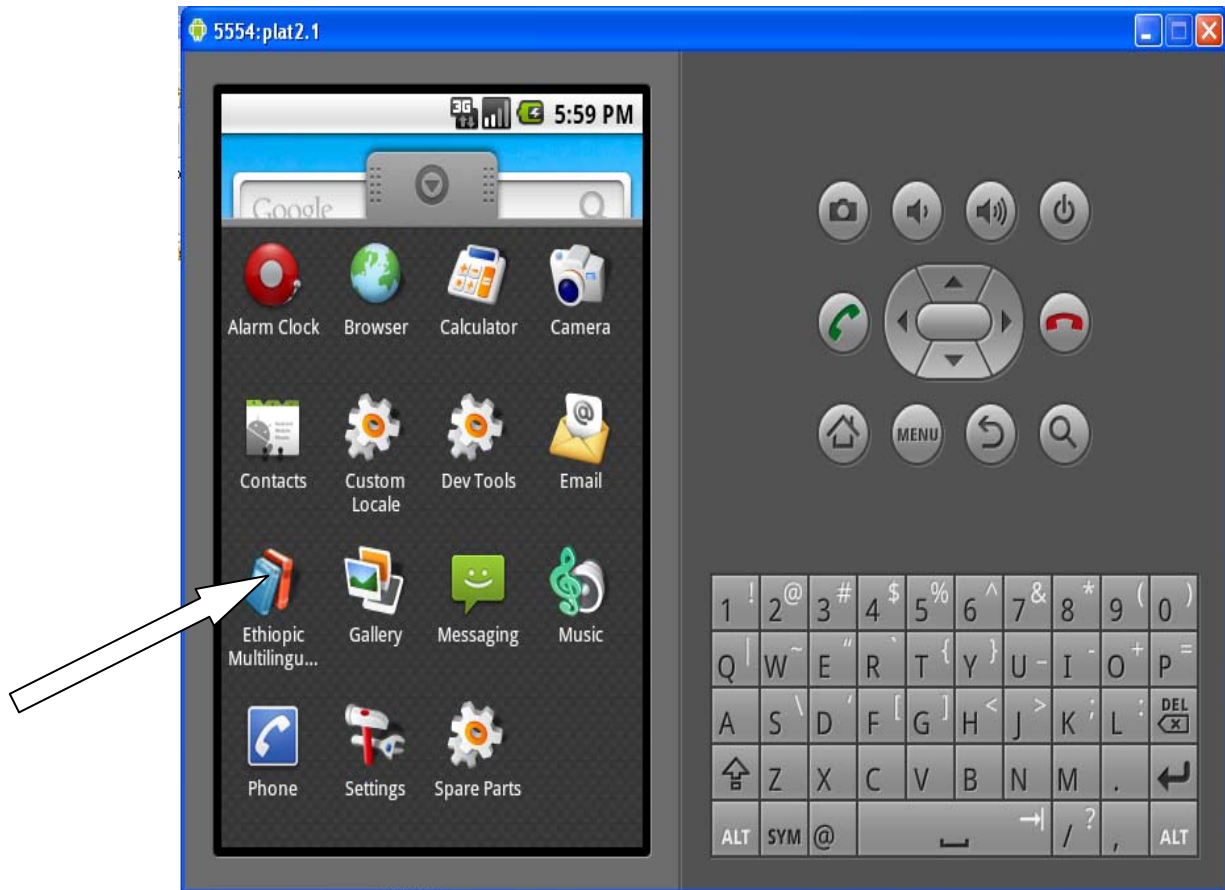 5554:plat2.1
3G 5:59 PM
Google
Alarm Clock Browser Calculator Camera
Contacts Custom Locale Dev Tools Email
Ethiopic Multilingu... Gallery Messaging Music
Phone Settings Spare Parts
MENU
1 ! 2 @ 3 # 4 $ 5 % 6 ^ 7 & 8 * 9 ( 0 )
Q | W ~ E " R ` T { Y } U _ I - O + P =
A S \ D ' F [ G ] H < J > K ; L : DEL
Z X C V B N M .
ALT SYM @ / ? , ALT